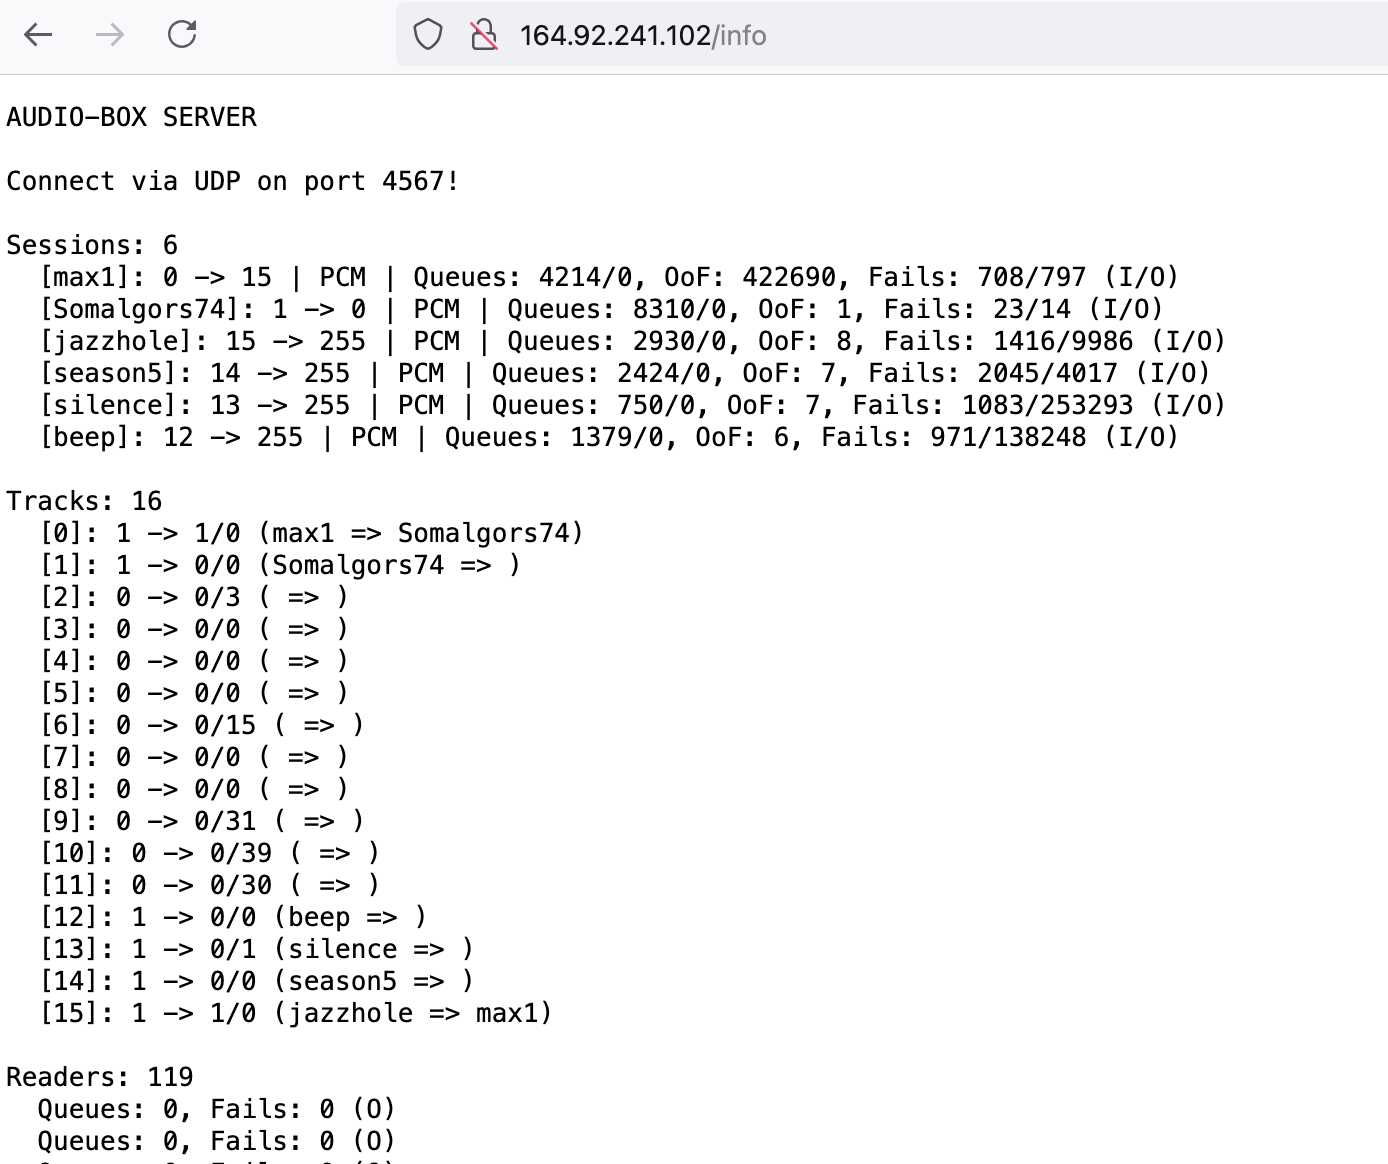 164.92.241.102/info
AUDIO-BOX SERVER
Connect via UDP on port 4567!
Sessions: 6
[max1]: 0 -> 15 | PCM | Queues: 4214/0, OoF: 422690, Fails: 708/797 (I/O)
[Somalgors74]: 1 -> 0 | PCM | Queues: 8310/0, OoF: 1, Fails: 23/14 (I/O)
[jazzhole]: 15 -> 255 | PCM | Queues: 2930/0, OoF: 8, Fails: 1416/9986 (I/O)
[season5]: 14 -> 255 | PCM | Queues: 2424/0, OoF: 7, Fails: 2045/4017 (I/O)
[silence]: 13 -> 255 | PCM | Queues: 750/0, OoF: 7, Fails: 1083/253293 (I/O)
[beep]: 12 -> 255 | PCM | Queues: 1379/0, OoF: 6, Fails: 971/138248 (I/O)
Tracks: 16
[0]: 1 -> 1/0 (max1 => Somalgors74)
[1]: 1 -> 0/0 (Somalgors74 => )
[2]: 0 -> 0/3 ( => )
[3]: 0 -> 0/0 ( => )
[4]: 0 -> 0/0 ( => )
[5]: 0 -> 0/0 ( => )
[6]: 0 -> 0/15 ( => )
[7]: 0 -> 0/0 ( => )
[8]: 0 -> 0/0 ( => )
[9]: 0 -> 0/31 ( => )
[10]: 0 -> 0/39 ( => )
[11]: 0 -> 0/30 ( => )
[12]: 1 -> 0/0 (beep => )
[13]: 1 -> 0/1 (silence => )
[14]: 1 -> 0/0 (season5 => )
[15]: 1 -> 1/0 (jazzhole => max1)
Readers: 119
Queues: 0, Fails: 0 (O)
Queues: 0, Fails: 0 (O)